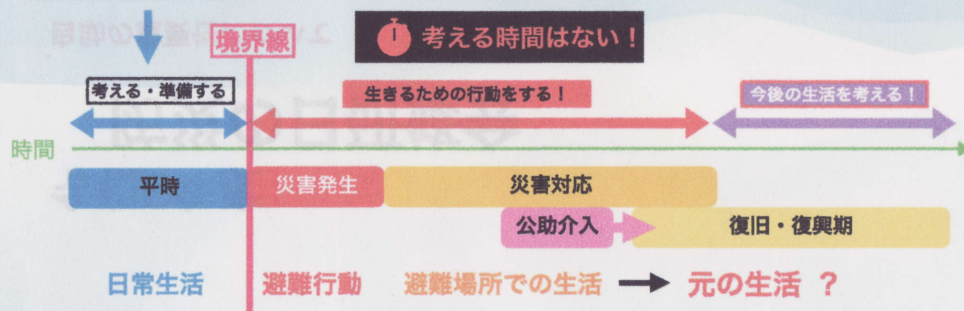 境界線
考える時間はない！
考える・準備する
生きるための行動をする！
今後の生活を考える！
時間
平時
災害発生
災害対応
公助介入
復旧・復興期
日常生活
避難行動
避難場所での生活
元の生活？